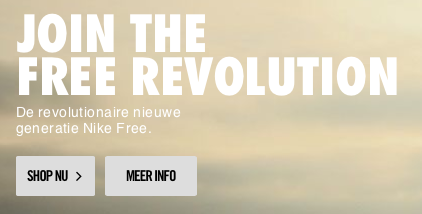 JOIN THE
FREE REVOLUTION
De revolutionaire nieuwe
generatie Nike Free.
SHOP NU
MEER INFO